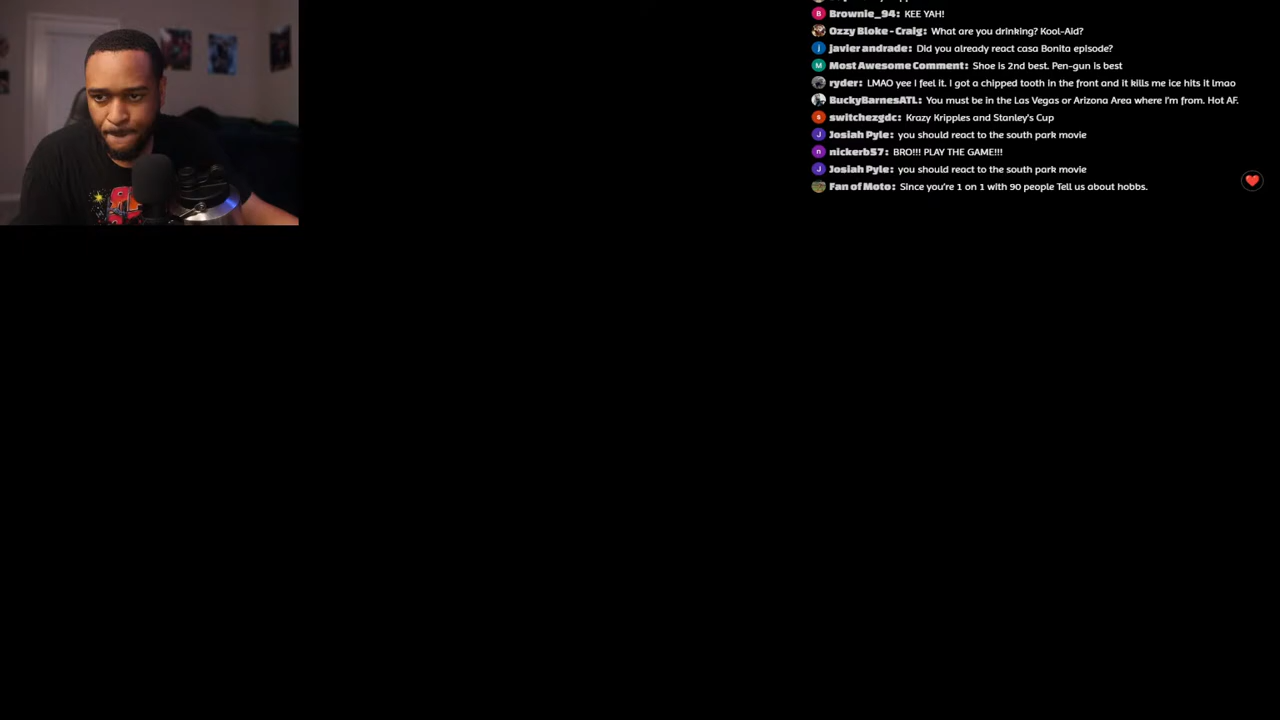 Brownie_94: KEE YAH!
Ozzy Bloke - Craig: What are you drinking? Kool-Aid?
javier andrade: Did you already react casa Bonita episode?
Most Awesome Comment: Shoe is 2nd best. Pen-gun is best
ryder: LMAO yee I feel it. I got a chipped tooth in the front and it kills me ice hits it lmao
BuckyBarnesATL: You must be in the Las Vegas or Arizona Area where I'm from. Hot AF.
switchezgdc: Krazy Kripples and Stanley's Cup
Josiah Pyle: you should react to the south park movie
nickerb57: BRO!!! PLAY THE GAME!!!
Josiah Pyle: you should react to the south park movie
Fan of Moto: Since you're 1 on 1 with 90 people Tell us about hobbs.